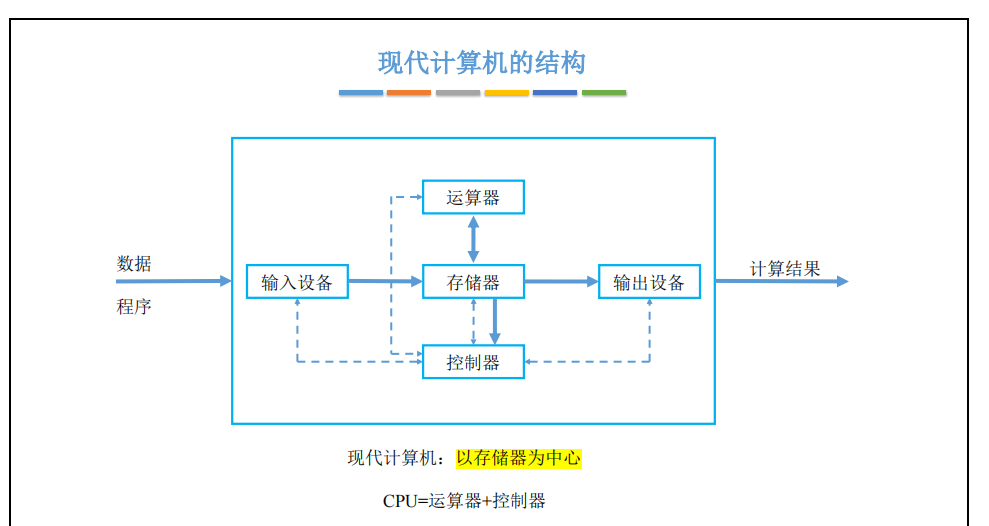 现代计算机的结构
运算器
数据
输入设备
存储器
输出设备
计算结果
程序
控制器
现代计算机：以存储器为中心
CPU=运算器+控制器